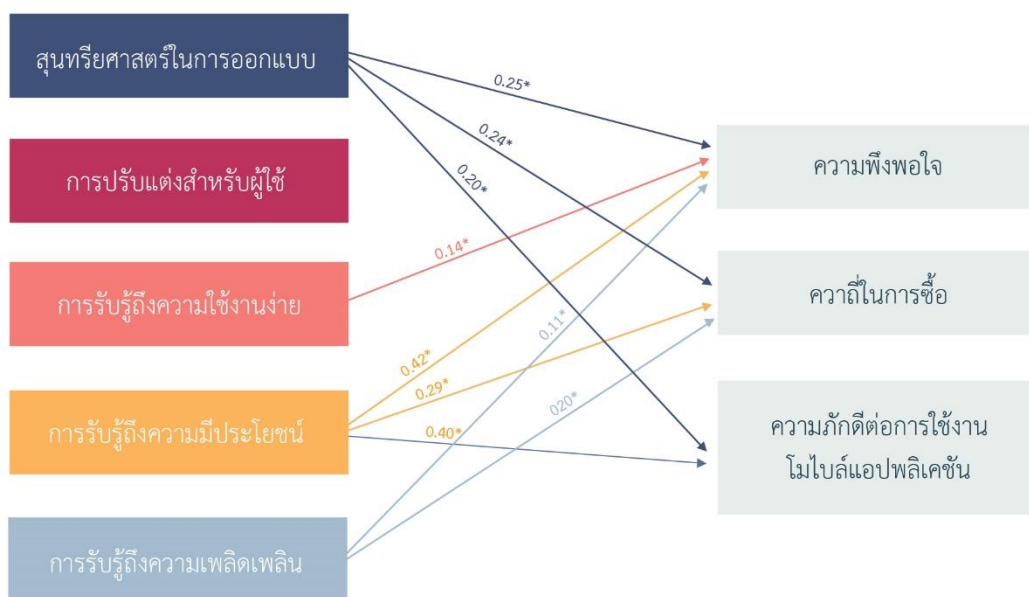 สุนทรียศาสตร์ในการออกแบบ
การปรับแต่งสำหรับผู้ใช้
การรับรู้ถึงความใช้งานง่าย
การรับรู้ถึงความมีประโยชน์
การรับรู้ถึงความเพลิดเพลิน
0.25*
0.24*
0.20*
0.14*
0.42*
0.29*
0.40*
0.11*
020*
ความพึงพอใจ
ควาถี่ในการซื้อ
ความภักดีต่อการใช้งาน
โมไบล์แอปพลิเคชัน